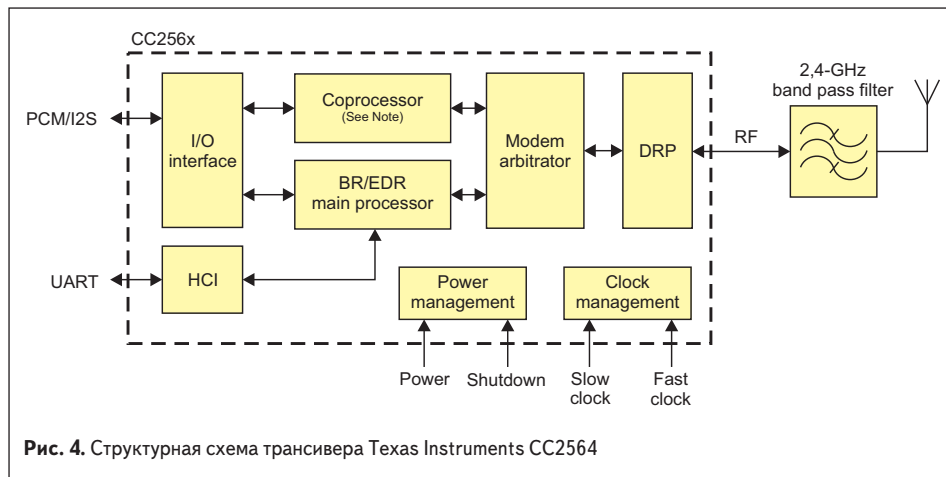 CC256x
2,4-GHz
band pass filter
PCM/I2S
I/O
interface
Coprocessor
(See Note)
Modem
arbitrator
DRP
RF
BR/EDR
main processor
UART
HCI
Power
management
Clock
management
Power
Shutdown
Slow
clock
Fast
clock
Рис. 4. Структурная схема трансивера Texas Instruments CC2564